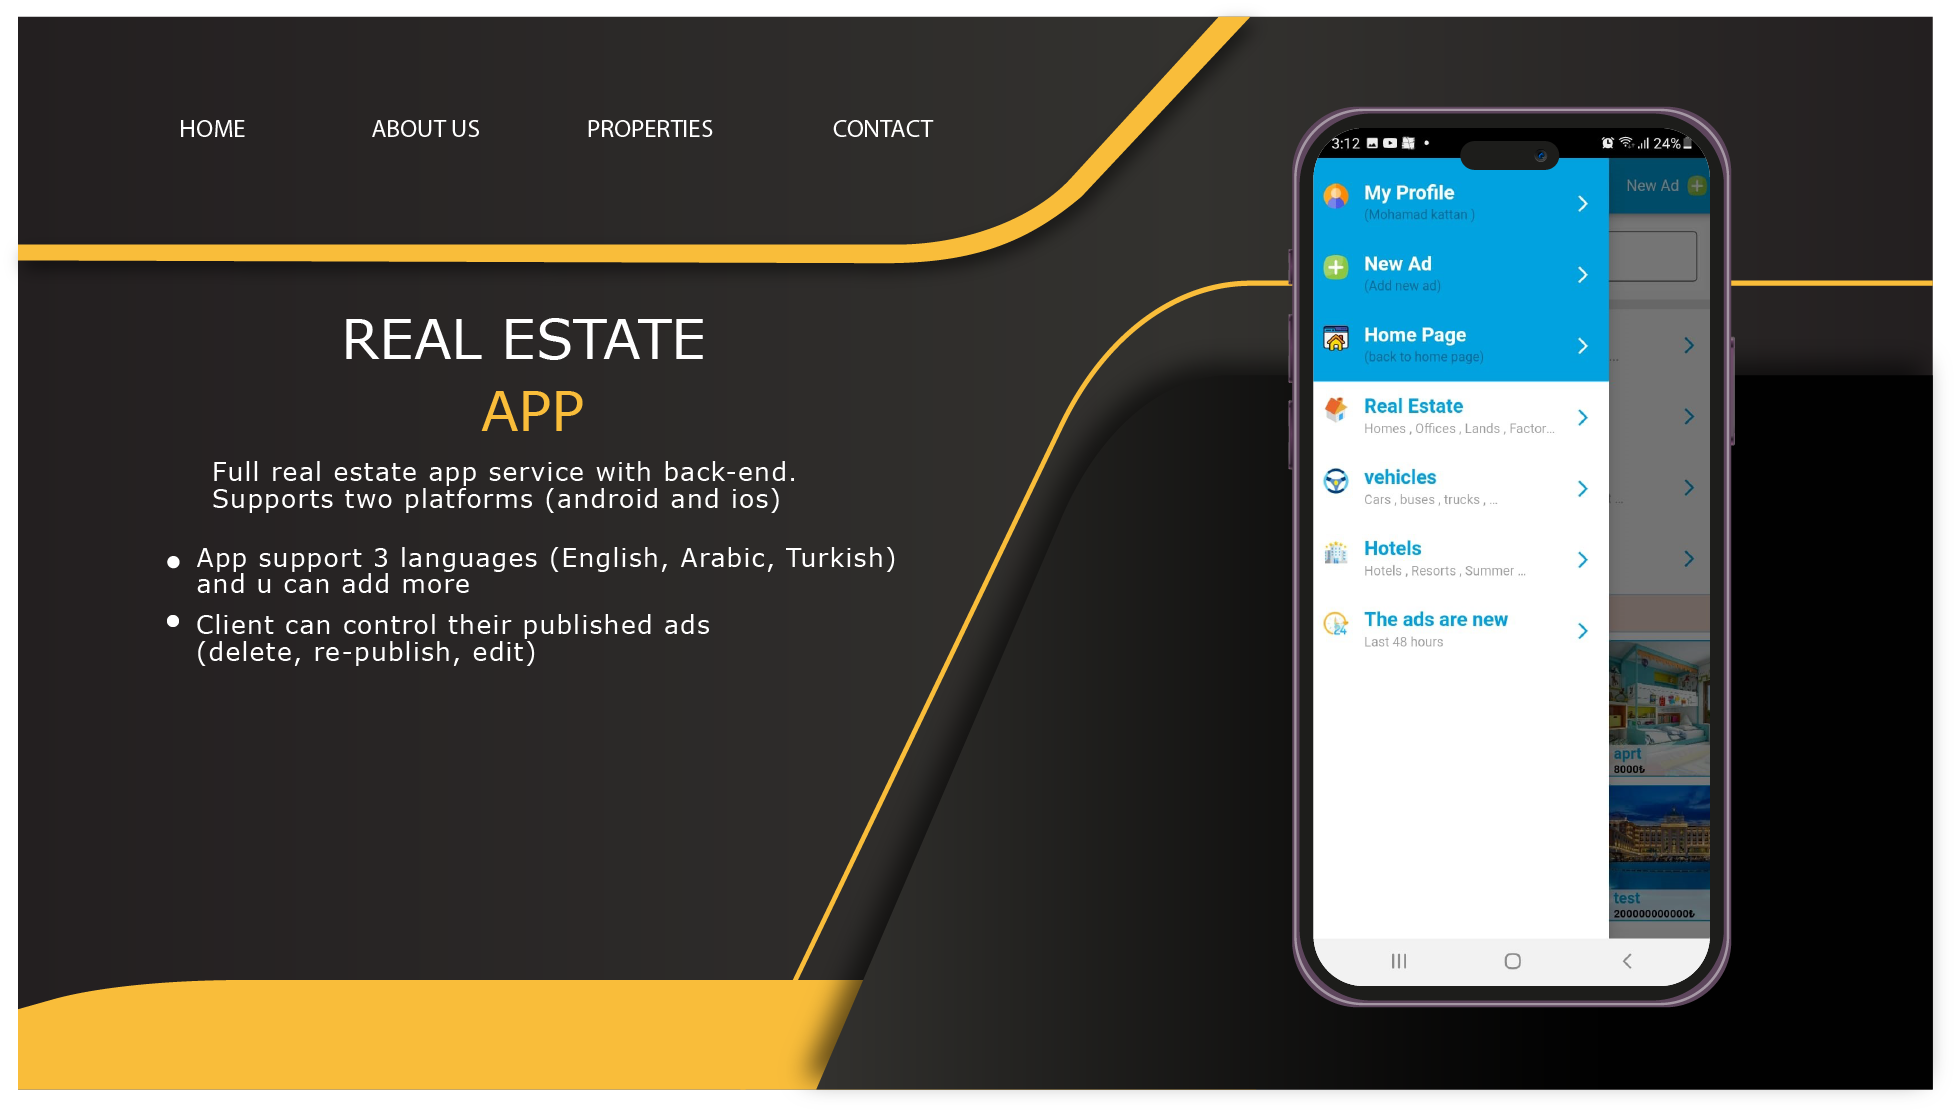 HOME ABOUT US PROPERTIES CONTACT
REAL ESTATE
APP
Full real estate app service with back-end.
Supports two platforms (android and ios)
App support 3 languages (English, Arabic, Turkish)
and u can add more
Client can control their published ads
(delete, re-publish, edit)
3:12
24%
My Profile
(Mohamad kattan )
New Ad
(Add new ad)
Home Page
(back to home page)
Real Estate
Homes , Offices , Lands , Factor...
vehicles
Cars , buses , trucks , ...
Hotels
Hotels , Resorts , Summer ...
The ads are new
Last 48 hours
New Ad
aprt
8000₺
test
200000000000₺